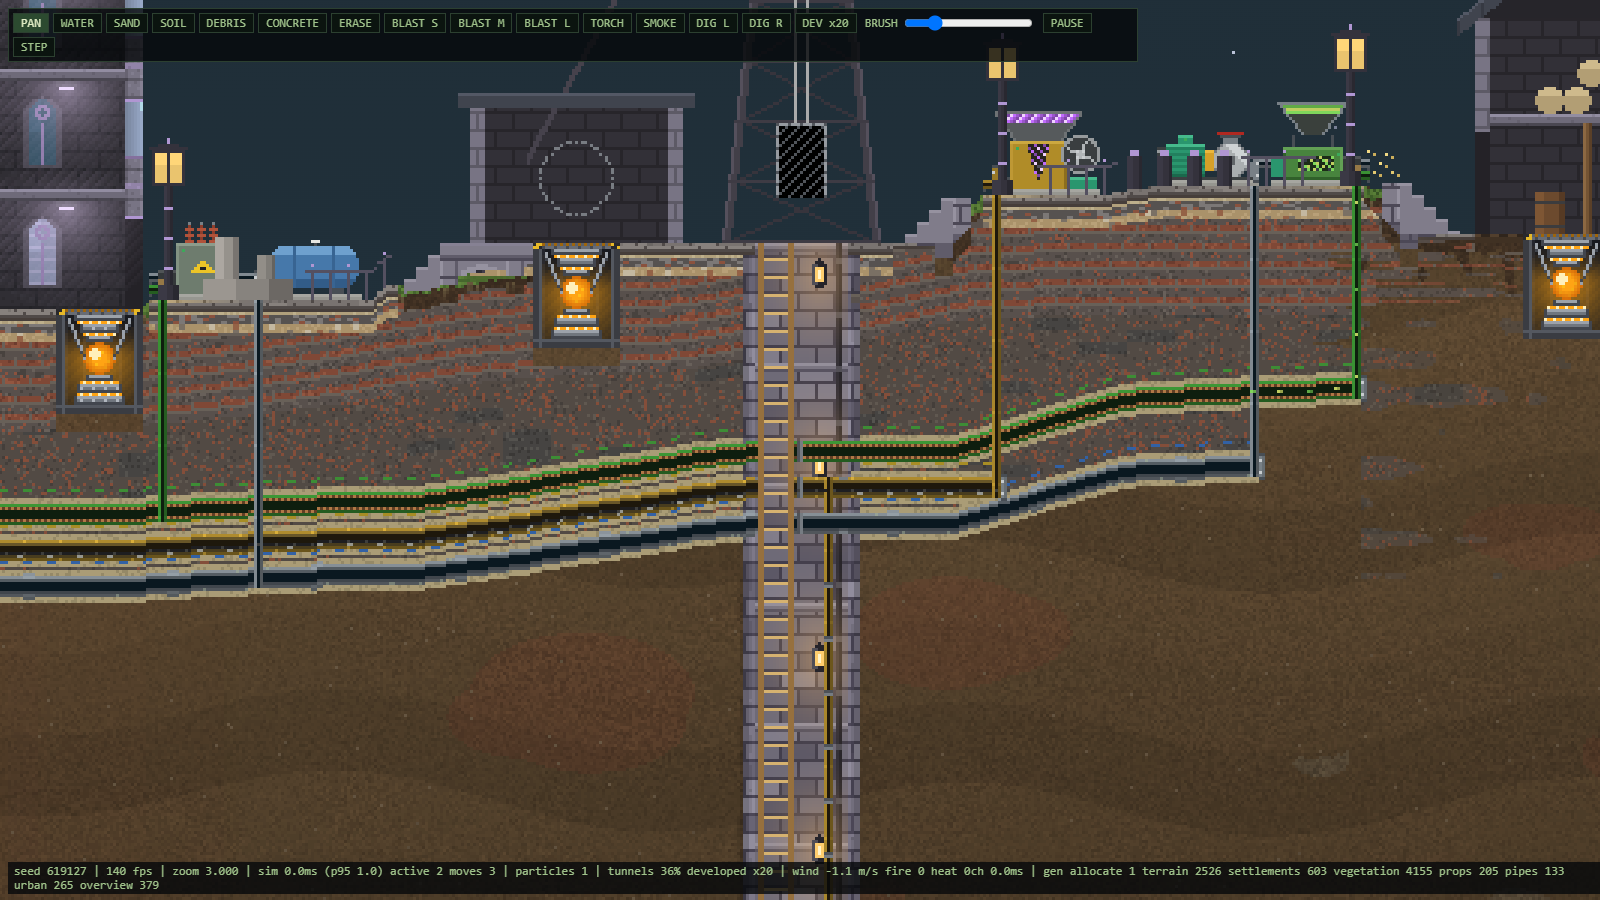 PAN WATER SAND SOIL DEBRIS CONCRETE ERASE BLAST S BLAST M BLAST L TORCH SMOKE DIG L DIG R DEV x20 BRUSH PAUSE
STEP
seed 619127 | 140 fps | zoom 3.000 | sim 0.0ms (p95 1.0) active 2 moves 3 | particles 1 | tunnels 36% developed x20 | wind -1.1 m/s fire 0 heat 0ch 0.0ms | gen allocate 1 terrain 2526 settlements 603 vegetation 4155 props 205 pipes 133
urban 265 overview 379